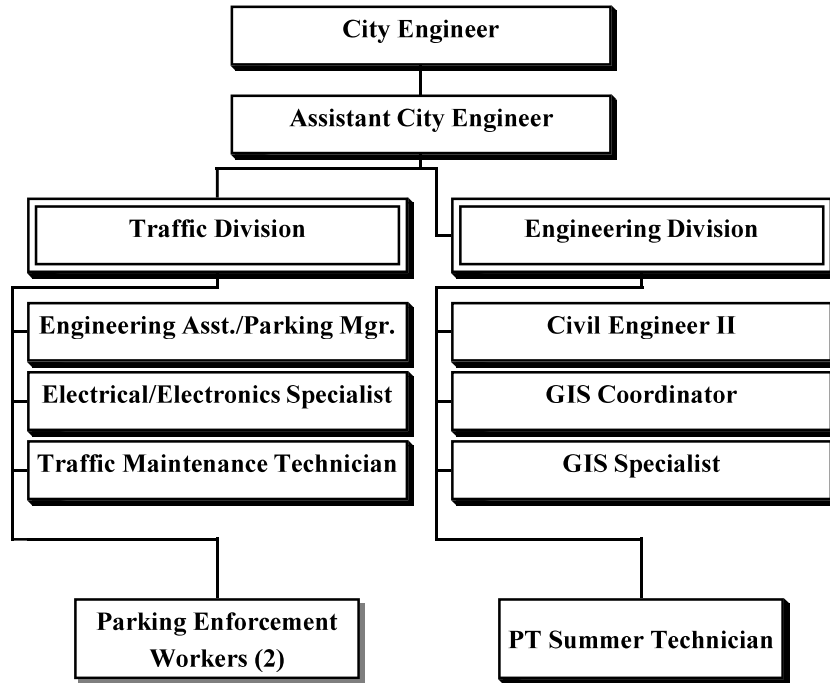 City Engineer
Assistant City Engineer
Traffic Division
Engineering Asst./Parking Mgr.
Electrical/Electronics Specialist
Traffic Maintenance Technician
Parking Enforcement
Workers (2)
Engineering Division
Civil Engineer II
GIS Coordinator
GIS Specialist
PT Summer Technician